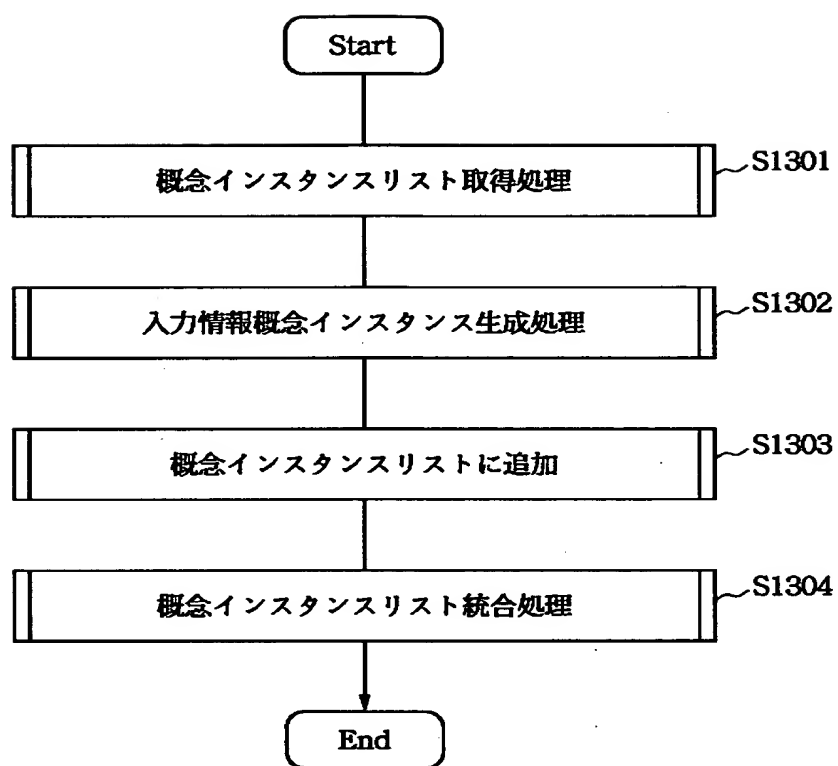 Start
概念インスタンスリスト取得処理
S1301
入力情報概念インスタンス生成処理
S1302
概念インスタンスリストに追加
S1303
概念インスタンスリスト統合処理
S1304
End